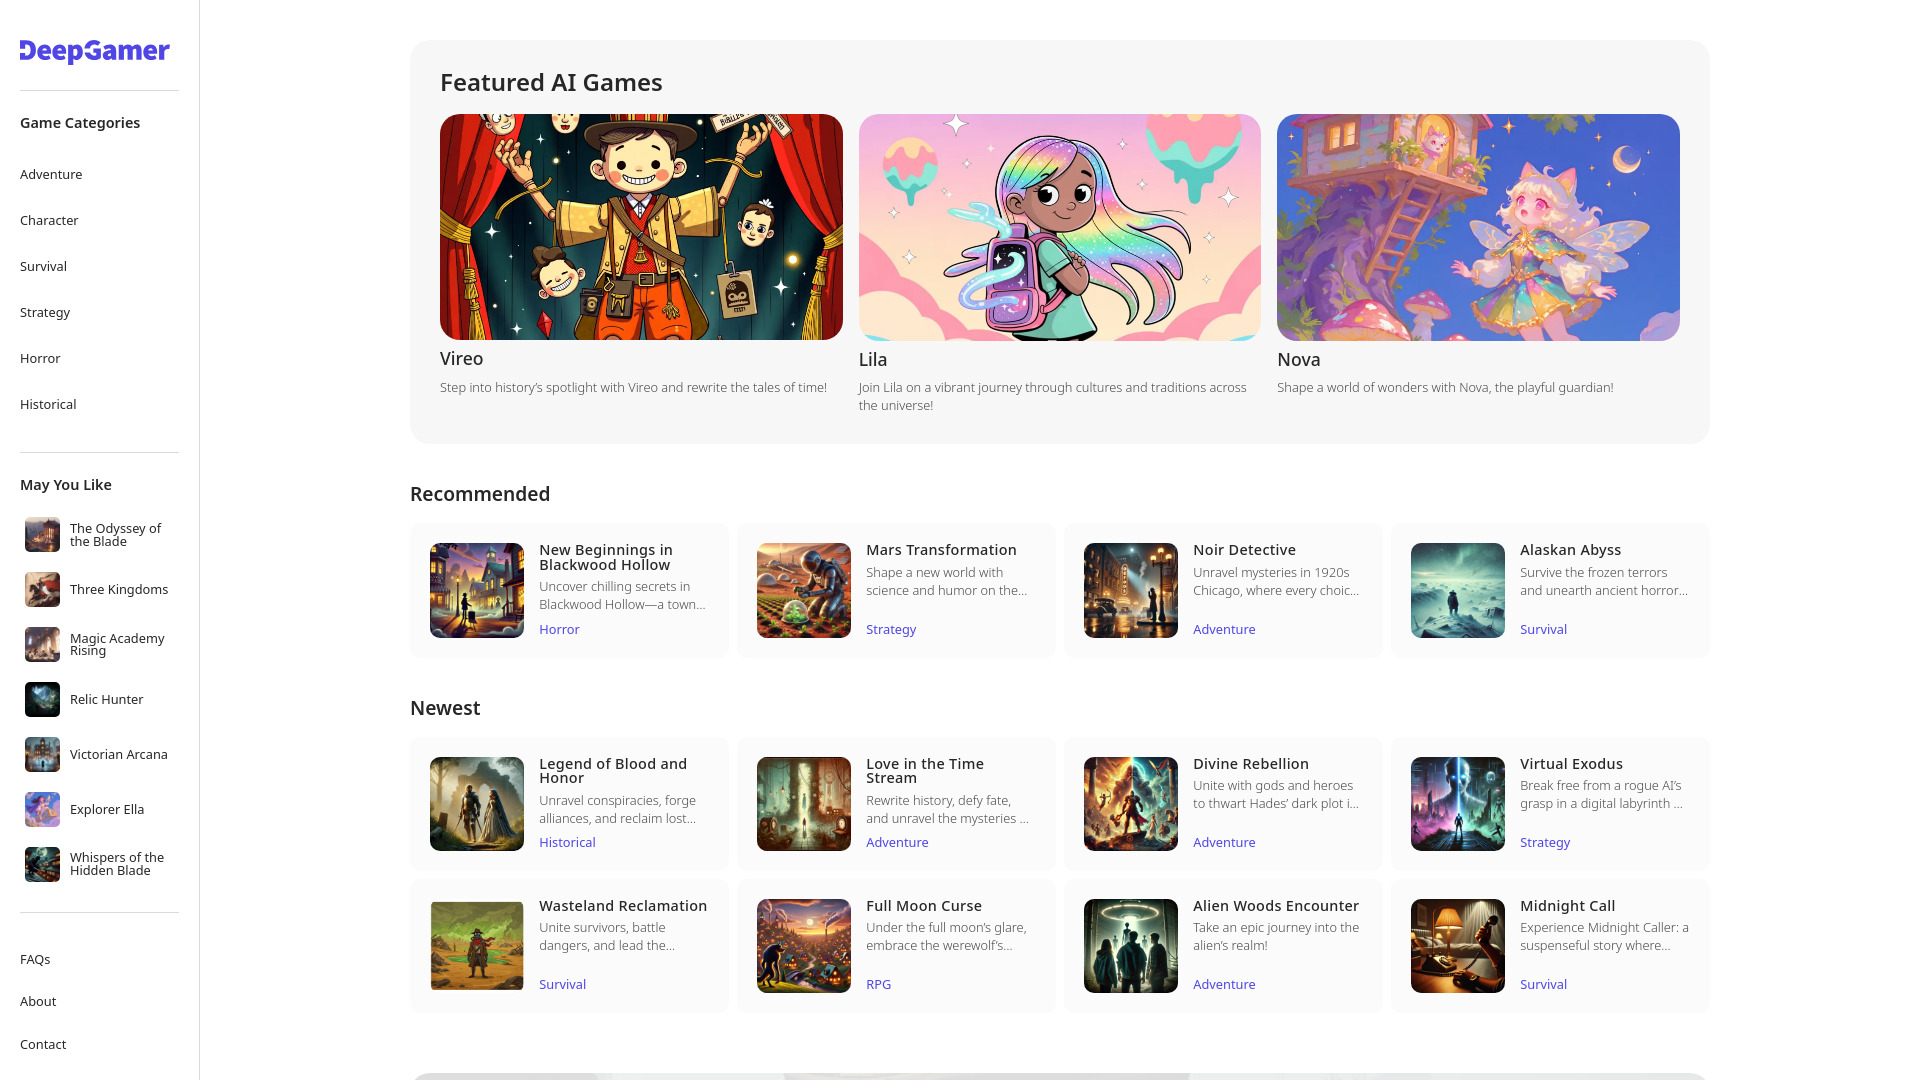 DeepGamer
Game Categories
Adventure
Character
Survival
Strategy
Horror
Historical
May You Like
The Odyssey of
the Blade
Three Kingdoms
Magic Academy
Rising
Relic Hunter
Victorian Arcana
Explorer Ella
Whispers of the
Hidden Blade
FAQs
About
Contact
Featured AI Games
Vireo
Step into history’s spotlight with Vireo and rewrite the tales of time!
Lila
Join Lila on a vibrant journey through cultures and traditions across
the universe!
Nova
Shape a world of wonders with Nova, the playful guardian!
Recommended
New Beginnings in
Blackwood Hollow
Uncover chilling secrets in
Blackwood Hollow—a town...
Horror
Mars Transformation
Shape a new world with
science and humor on the...
Strategy
Noir Detective
Unravel mysteries in 1920s
Chicago, where every choic...
Adventure
Alaskan Abyss
Survive the frozen terrors
and unearth ancient horror...
Survival
Newest
Legend of Blood and
Honor
Unravel conspiracies, forge
alliances, and reclaim lost...
Historical
Love in the Time
Stream
Rewrite history, defy fate,
and unravel the mysteries ...
Adventure
Divine Rebellion
Unite with gods and heroes
to thwart Hades’ dark plot i...
Adventure
Virtual Exodus
Break free from a rogue AI’s
grasp in a digital labyrinth ...
Strategy
Wasteland Reclamation
Unite survivors, battle
dangers, and lead the...
Survival
Full Moon Curse
Under the full moon’s glare,
embrace the werewolf’s...
RPG
Alien Woods Encounter
Take an epic journey into the
alien’s realm!
Adventure
Midnight Call
Experience Midnight Caller: a
suspenseful story where...
Survival